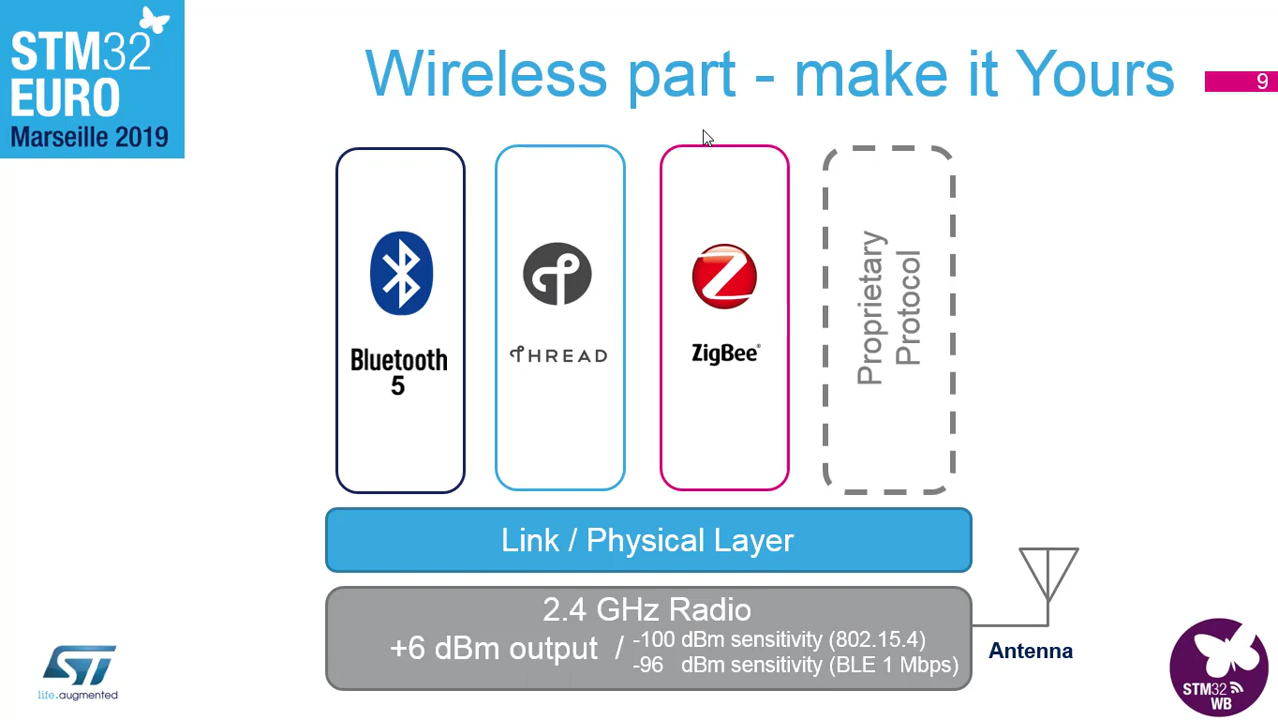 STM32
EURO
Marseille 2019
Wireless part - make it Yours
9
Bluetooth
5
THREAD
ZigBee®
Proprietary
Protocol
Link / Physical Layer
2.4 GHz Radio
+6 dBm output / -100 dBm sensitivity (802.15.4)
-96 dBm sensitivity (BLE 1 Mbps)
Antenna
ST
life.augmented
STM32
WB